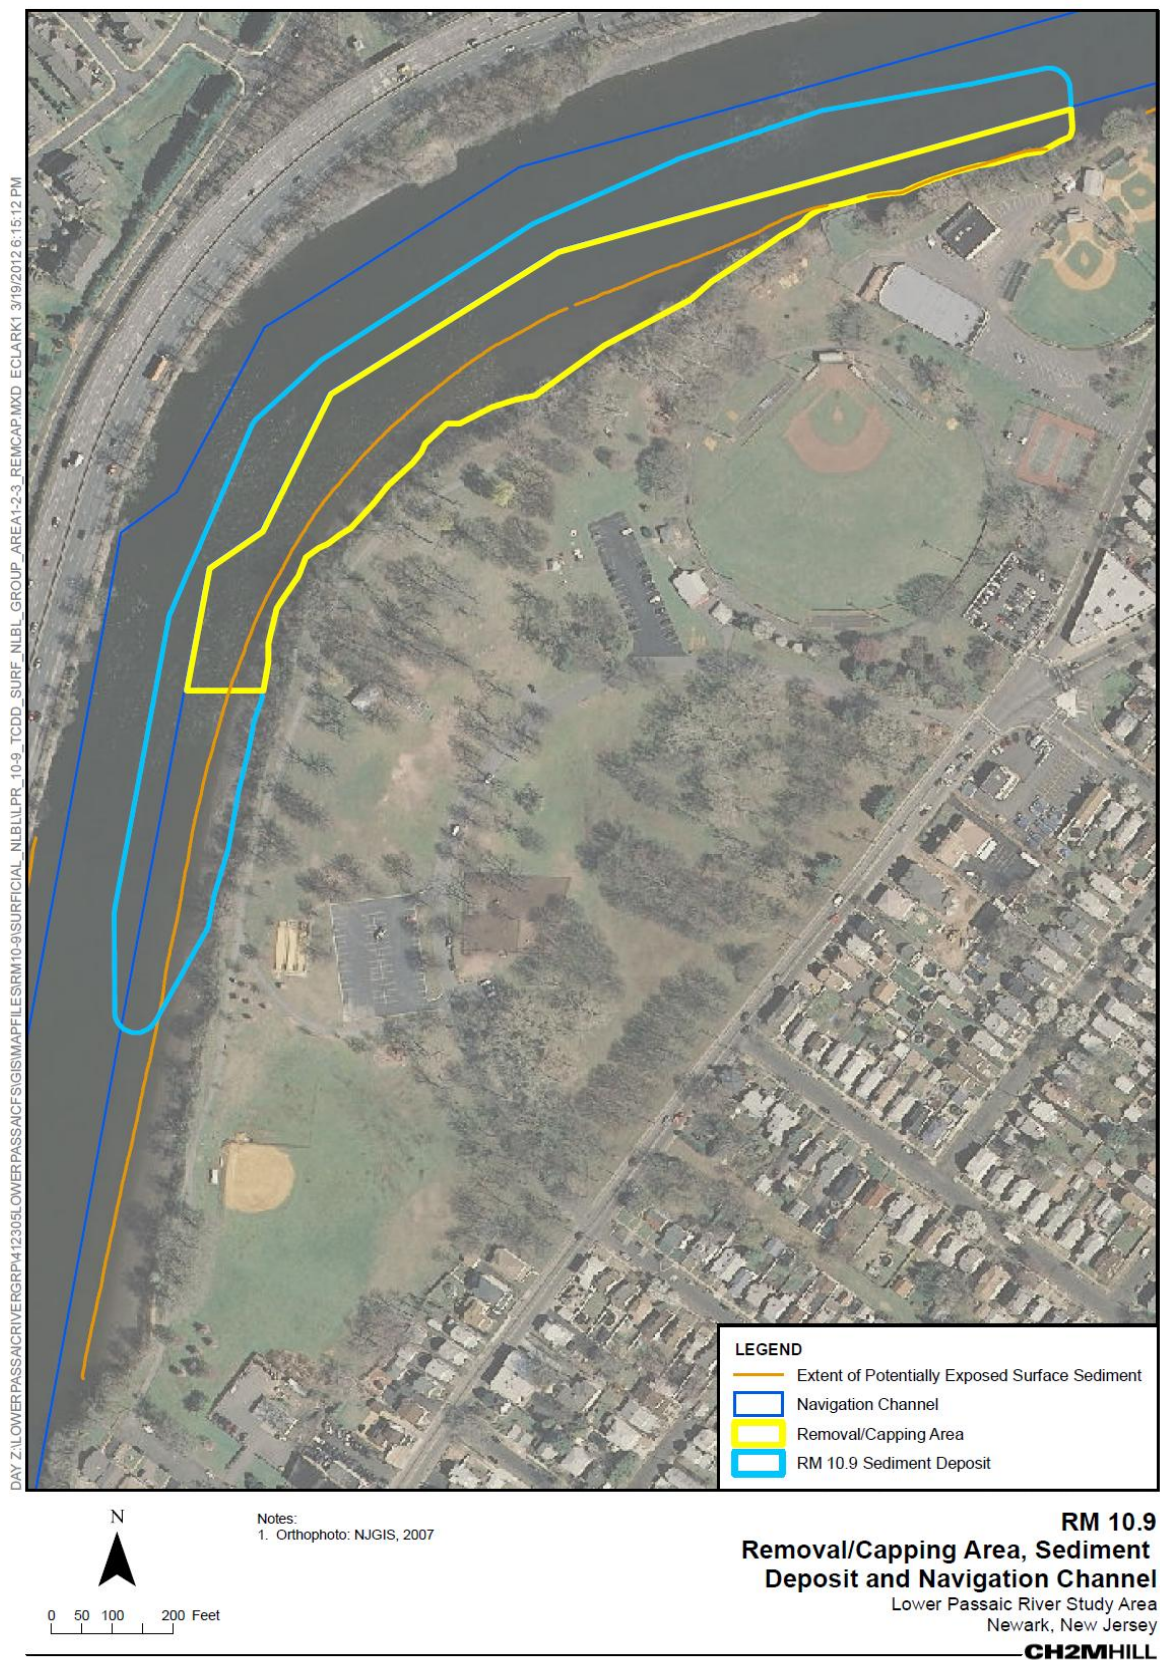 DAY Z:\LOWERPASSAICRIVERGRP\412305LOWERPASSAICFS\GIS\MAPFILES\RM10-9\SURFICIAL_NLBL\LPR_10-9_TCDD_SURF_NLBL_GROUP_AREA1-2-3_REMCAP.MXD ECLARK1 3/19/2012 6:15:12 PM
LEGEND
Extent of Potentially Exposed Surface Sediment
Navigation Channel
Removal/Capping Area
RM 10.9 Sediment Deposit
N
0 50 100 200 Feet
Notes:
1. Orthophoto: NJGIS, 2007
RM 10.9
Removal/Capping Area, Sediment
Deposit and Navigation Channel
Lower Passaic River Study Area
Newark, New Jersey
CH2MHILL